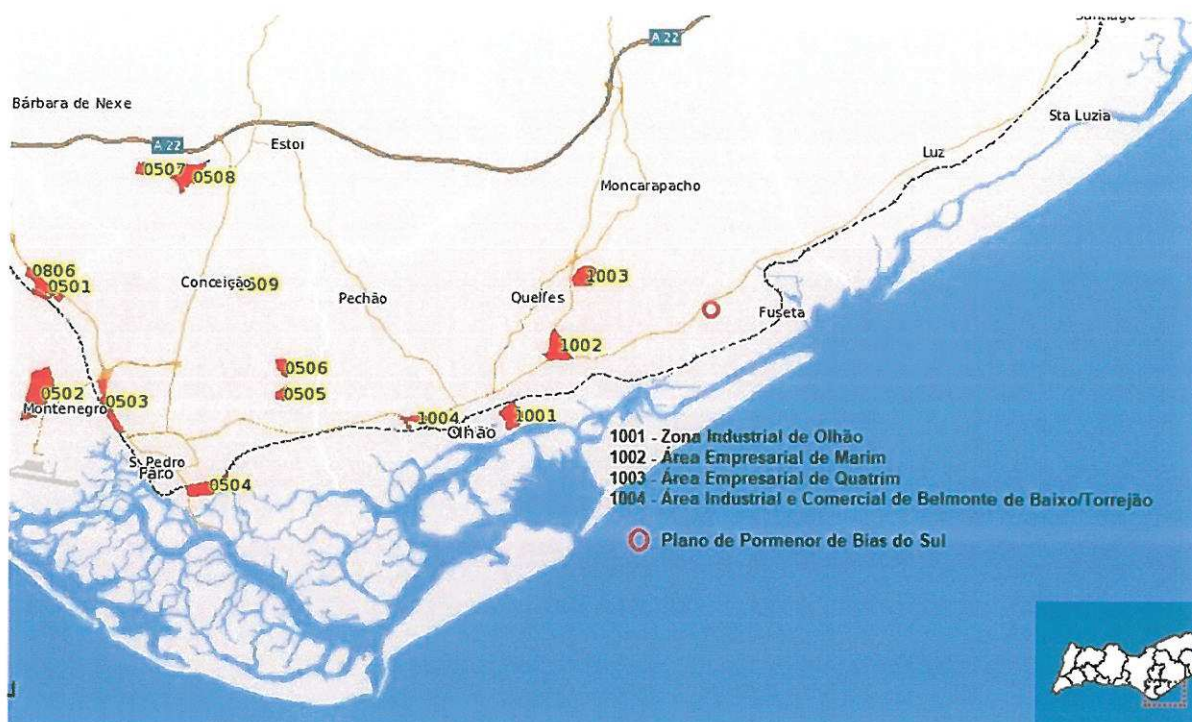 Santiago
A 22
Bárbara de Nexe
Sta Luzia
A 22
Estoi
Luz
0507
0508
Moncarapacho
0806
0501
1003
Conceição
Pechão
Quelfes
Fuseta
1002
0506
0505
0502
0503
Montenegro
1004
1001
Olhão
S. Pedro
Faro
0504
1001 - Zona Industrial de Olhão
1002 - Área Empresarial de Marim
1003 - Área Empresarial de Quatrim
1004 - Área Industrial e Comercial de Belmonte de Baixo/Torrejão
Plano de Pormenor de Bias do Sul